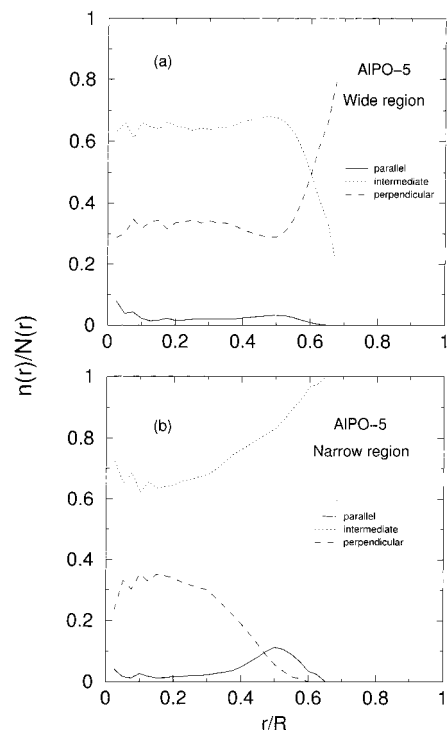 1
(a)
AlPO-5
0.8
Wide region
0.6
parallel
intermediate
perpendicular
0.4
0.2
0
0 0.2 0.4 0.6 0.8 1
n(r)/N(r)
1
(b)
AlPO-5
0.8
Narrow region
0.6
parallel
intermediate
perpendicular
0.4
0.2
0
0 0.2 0.4 0.6 0.8 1
r/R